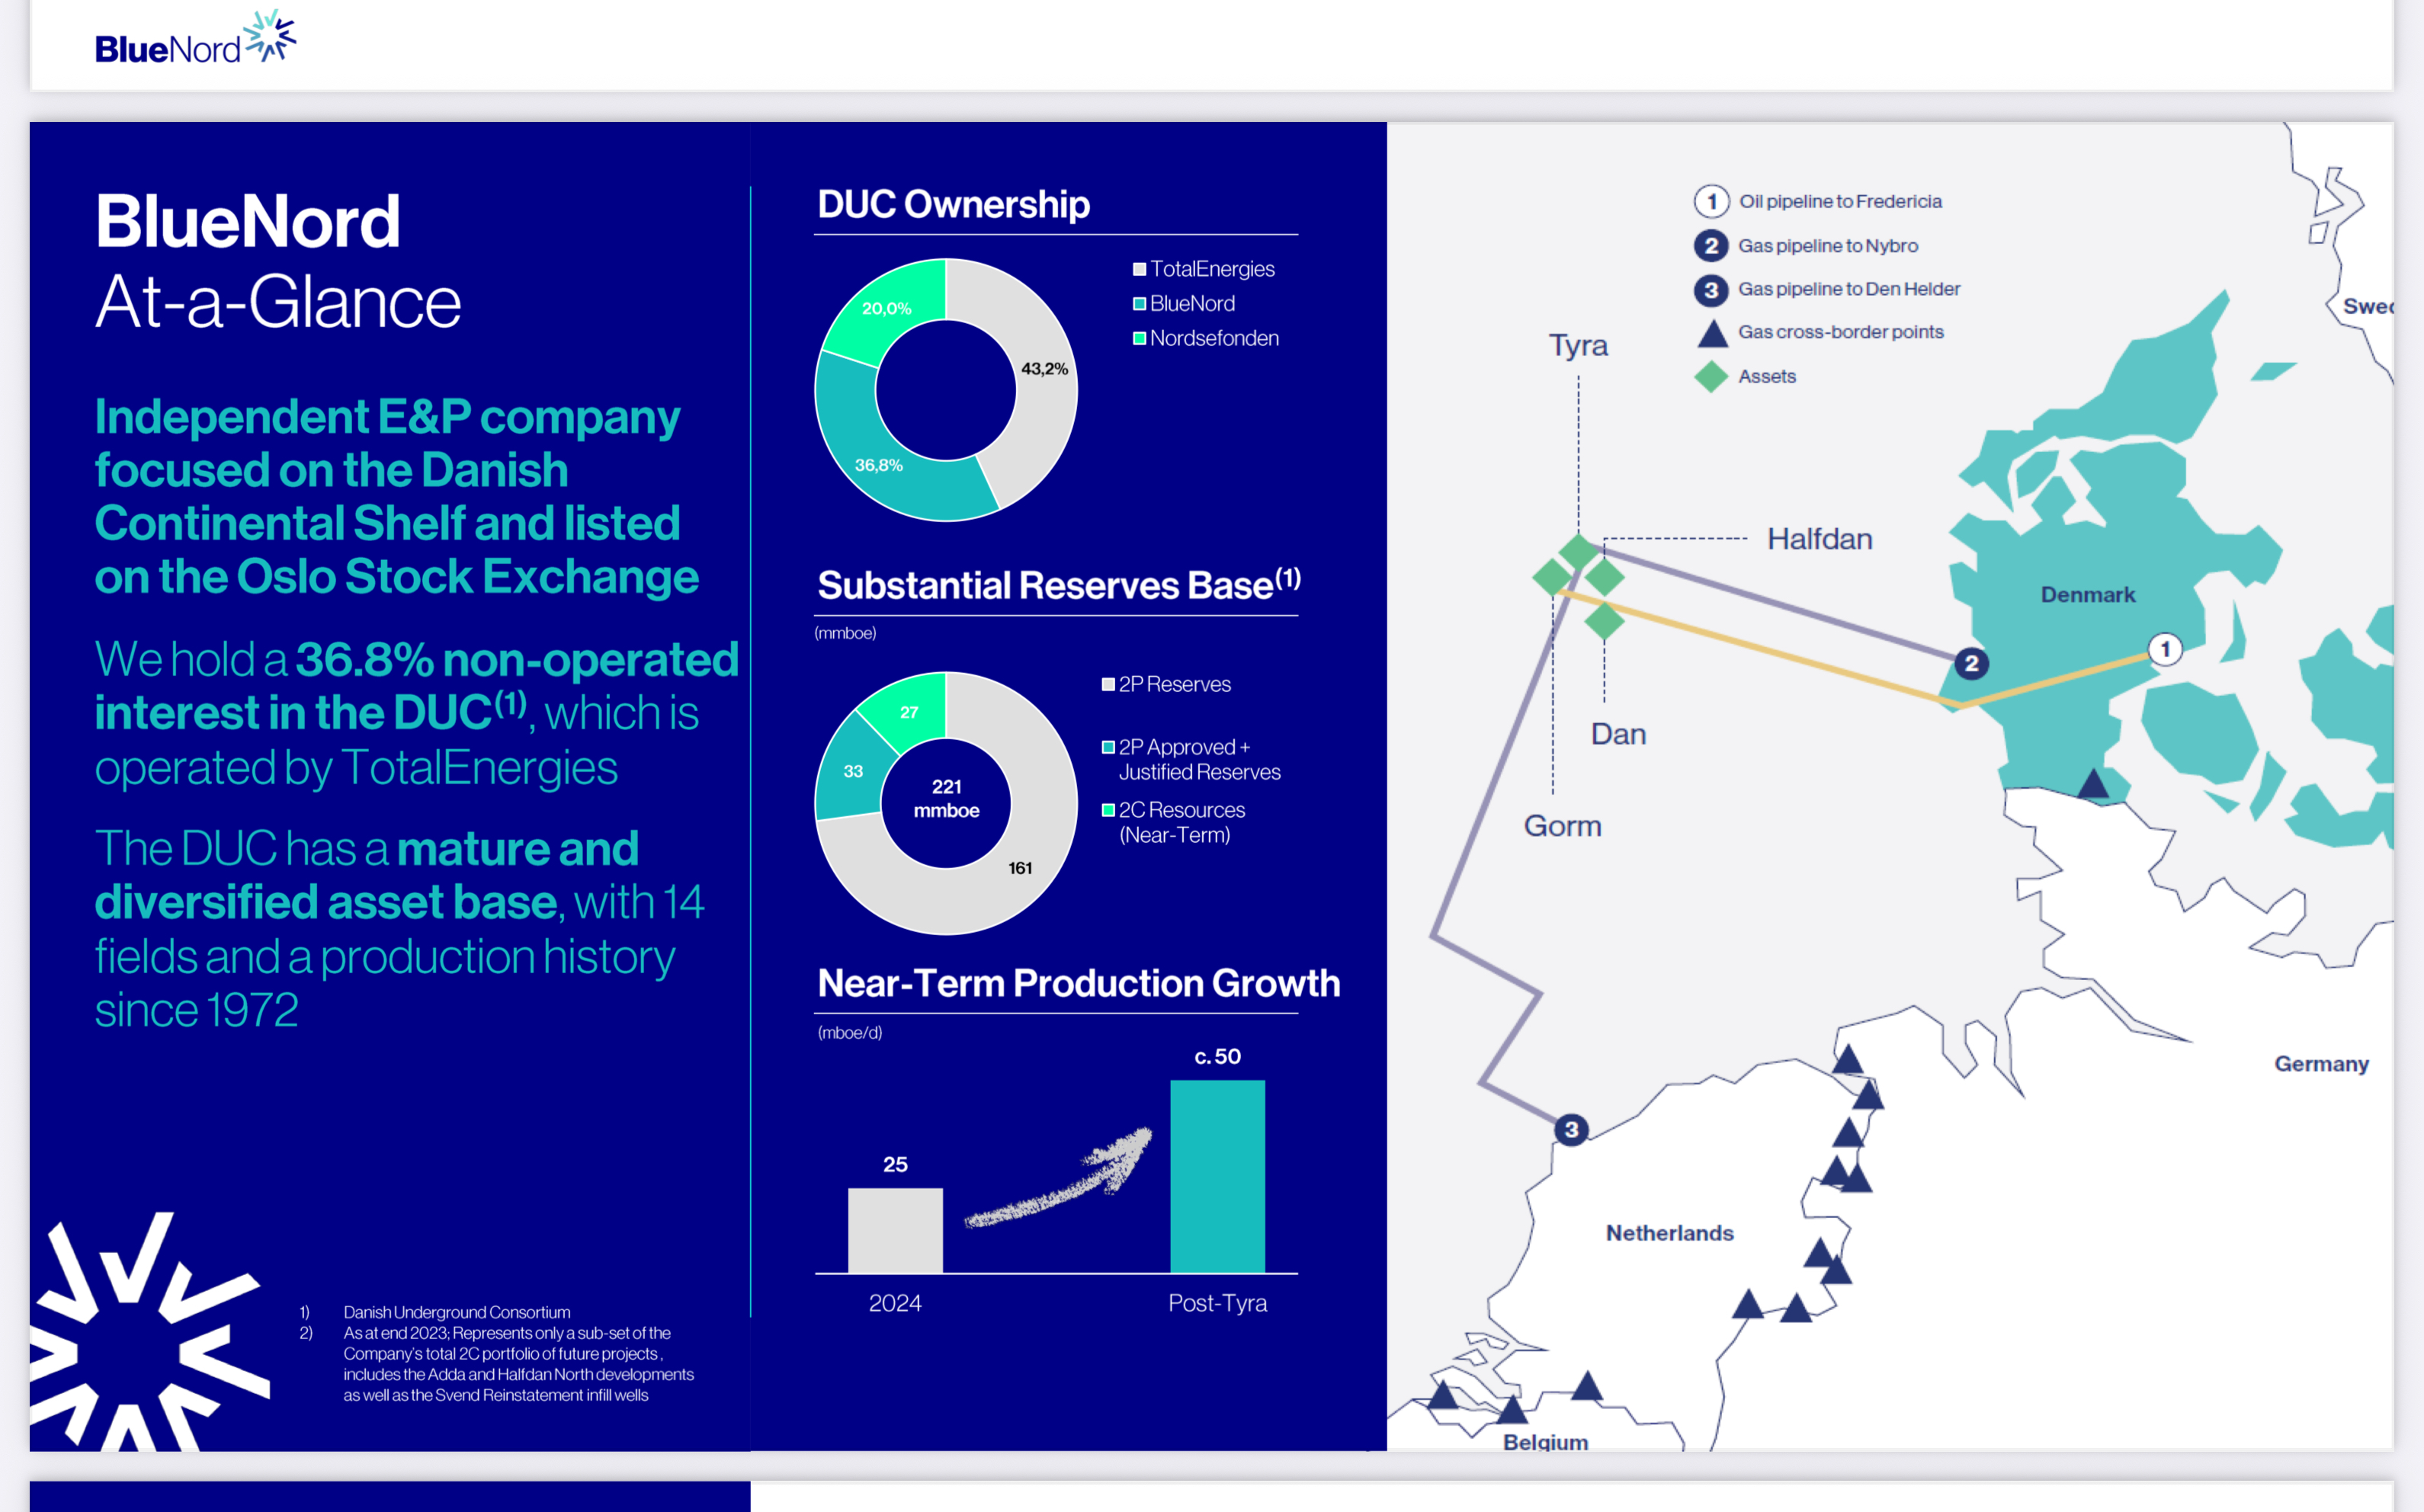 BlueNord
BlueNord
At-a-Glance
Independent E&P company
focused on the Danish
Continental Shelf and listed
on the Oslo Stock Exchange
We hold a 36.8% non-operated
interest in the DUC(1), which is
operated by TotalEnergies
The DUC has a mature and
diversified asset base, with 14
fields and a production history
since 1972
1) Danish Underground Consortium
2) As at end 2023; Represents only a sub-set of the
Company's total 2C portfolio of future projects,
includes the Adda and Halfdan North developments
as well as the Svend Reinstatement infill wells
DUC Ownership
TotalEnergies
BlueNord
Nordsefonden
20,0%
43,2%
36,8%
Substantial Reserves Base(1)
(mmboe)
2P Reserves
2P Approved +
Justified Reserves
2C Resources
(Near-Term)
27
33
221
mmboe
161
Near-Term Production Growth
(mboe/d)
c. 50
25
2024
Post-Tyra
1 Oil pipeline to Fredericia
2 Gas pipeline to Nybro
3 Gas pipeline to Den Helder
Gas cross-border points
Assets
Swed
Tyra
Halfdan
Denmark
1
2
Dan
Gorm
Germany
3
Netherlands
Belgium